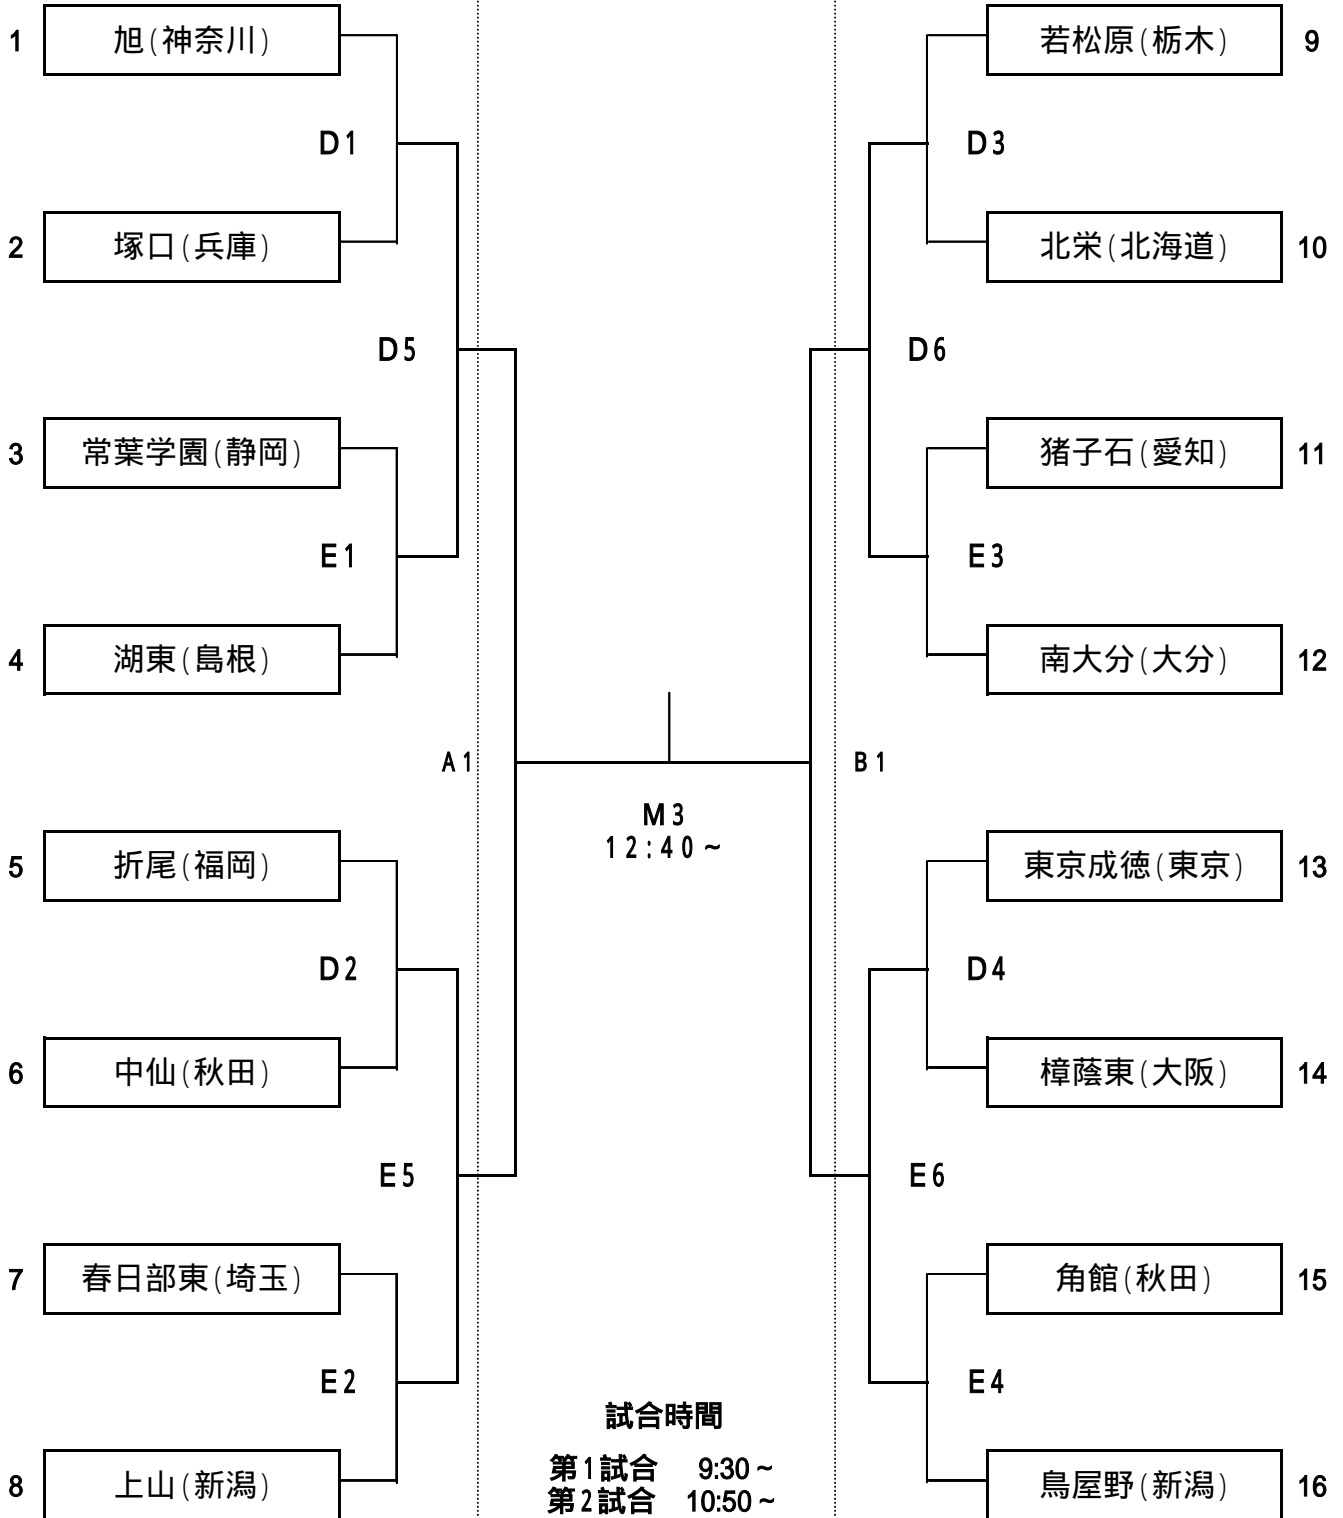 1 旭(神奈川)
D1
2 塚口(兵庫)
D5
3 常葉学園(静岡)
E1
4 湖東(島根)
A1
5 折尾(福岡)
D2
6 中仙(秋田)
E5
7 春日部東(埼玉)
E2
8 上山(新潟)
M3
12:40~
試合時間
第1試合 9:30~
第2試合 10:50~
若松原(栃木) 9
D3
北栄(北海道) 10
D6
猪子石(愛知) 11
E3
南大分(大分) 12
B1
東京成徳(東京) 13
D4
樟蔭東(大阪) 14
E6
角館(秋田) 15
E4
鳥屋野(新潟) 16